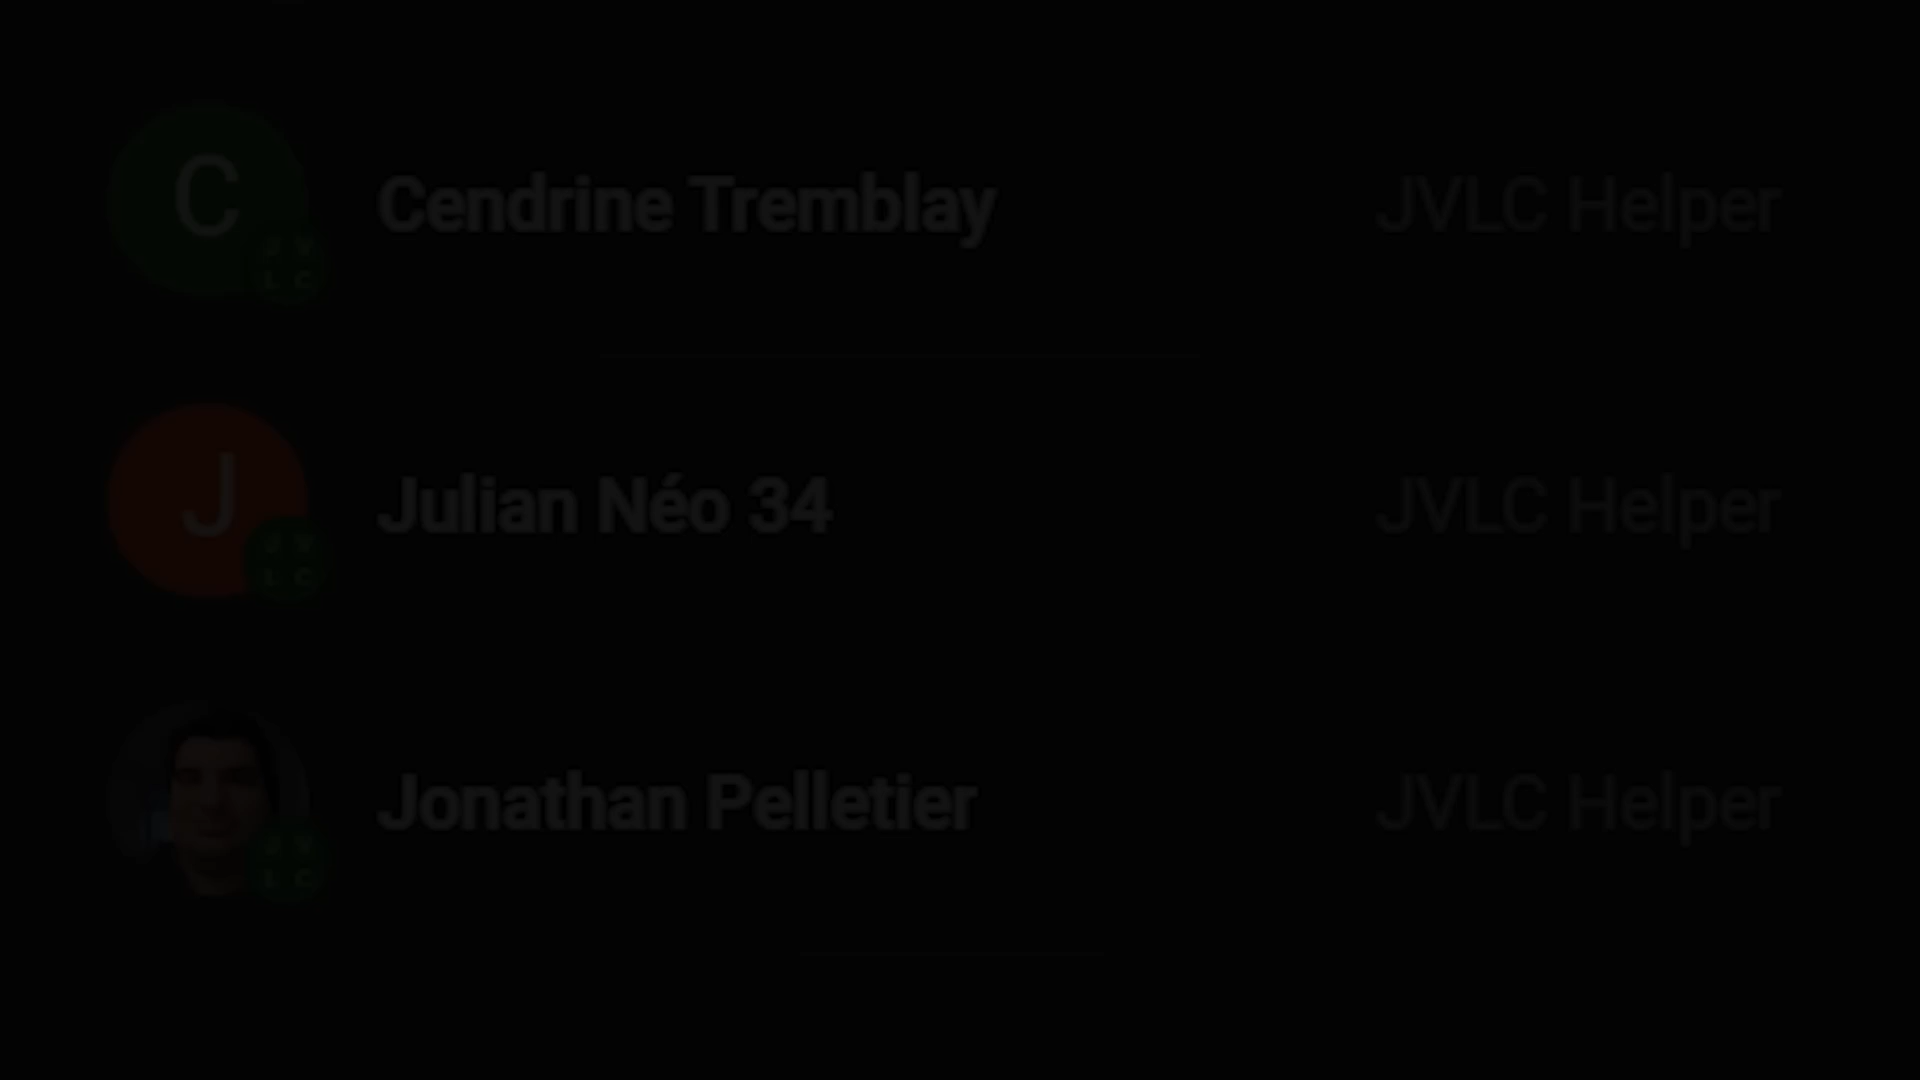 C
Cendrine Tremblay
JVLC Helper
J V
L C
J
Julian Néo 34
JVLC Helper
J V
L C
Jonathan Pelletier
JVLC Helper
J V
L C